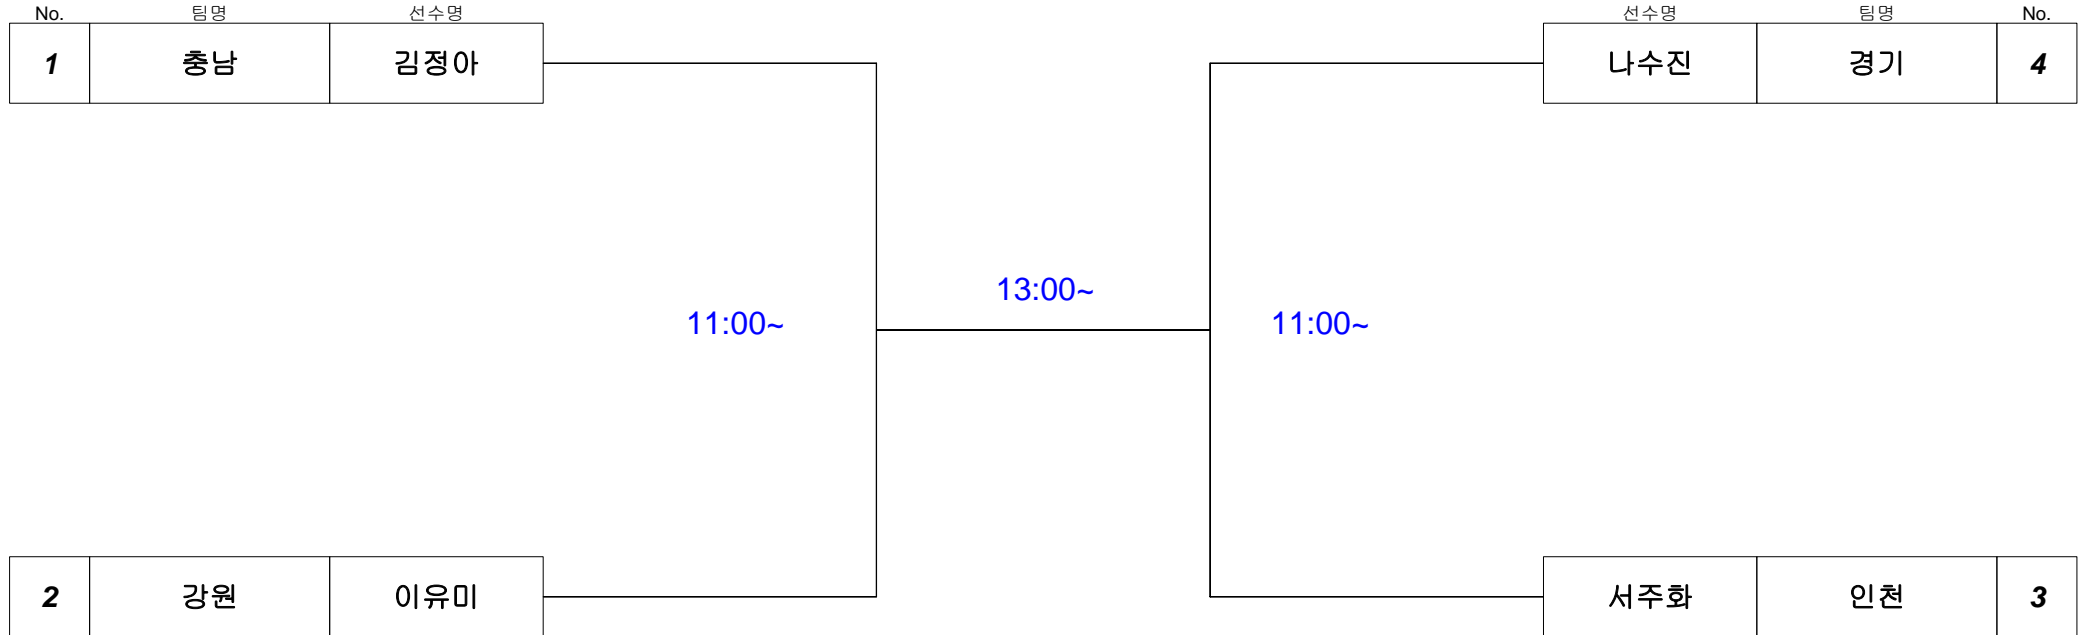 No. 팀명 선수명 선수명 팀명 No.
1 충남 김정아 나수진 경기 4
13:00~
11:00~ 11:00~
2 강원 이유미 서주화 인천 3